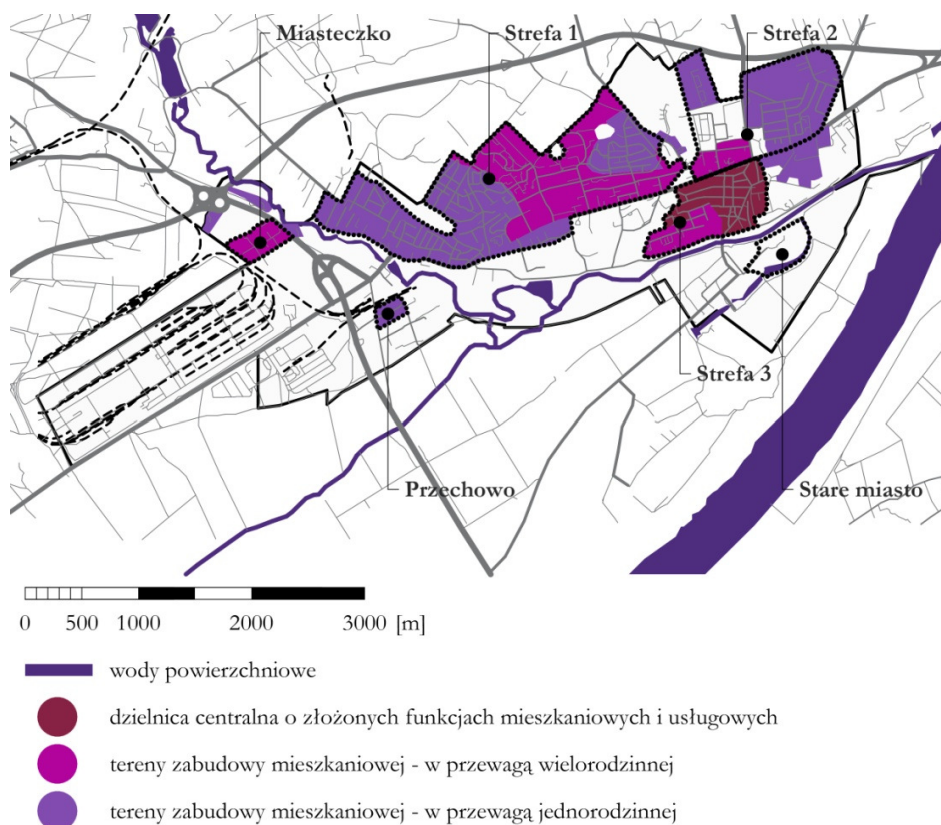 Miasteczko
Strefa 1
Strefa 2
Strefa 3
Przechowo
Stare miasto
0 500 1000 2000 3000 [m]
wody powierzchniowe
dzielnica centralna o złożonych funkcjach mieszkaniowych i usługowych
tereny zabudowy mieszkaniowej - w przewagą wielorodzinnej
tereny zabudowy mieszkaniowej - w przewagą jednorodzinnej